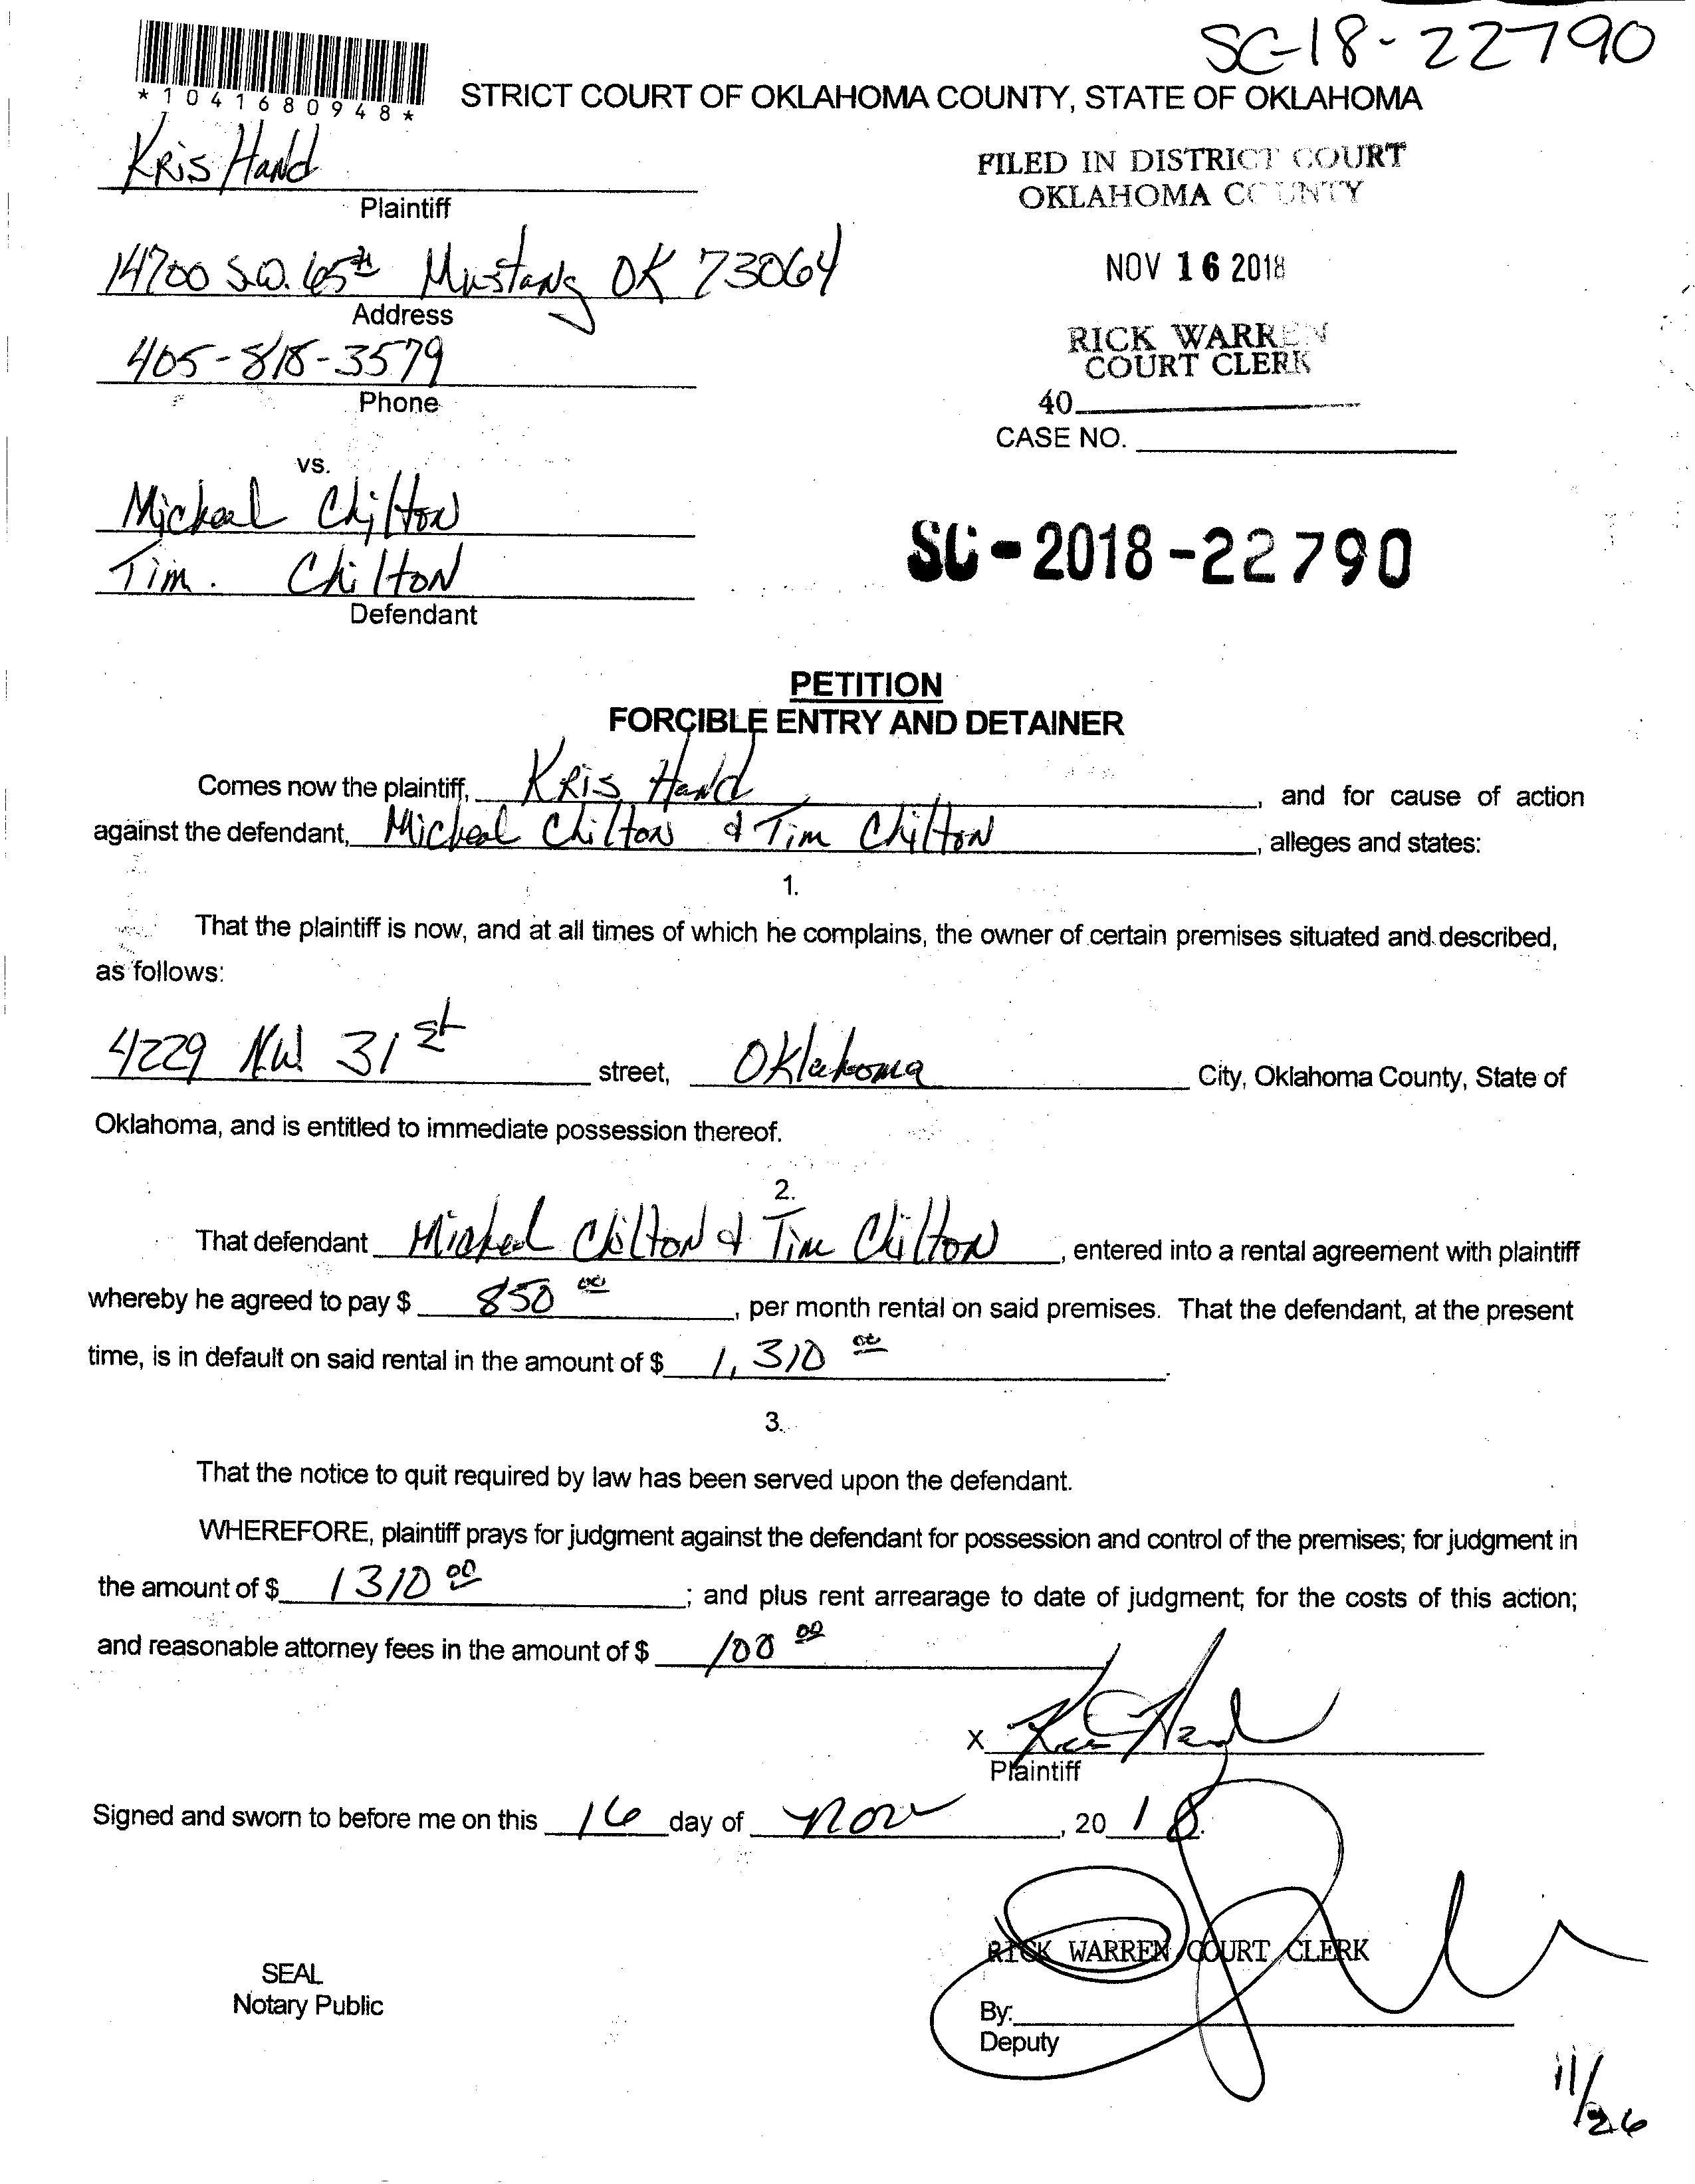 SC-18-22790
*1041680948*
STRICT COURT OF OKLAHOMA COUNTY, STATE OF OKLAHOMA
KRis Hand
Plaintiff
FILED IN DISTRICT COURT
OKLAHOMA COUNTY
14700 S.W. 65th Mustang OK 73064
Address
NOV 16 2018
405-818-3579
Phone
RICK WARREN
COURT CLERK
40
CASE NO.
vs.
Micheal Chilton
Tim. Chilton
Defendant
SC-2018-22790
PETITION
FORCIBLE ENTRY AND DETAINER
Comes now the plaintiff, KRis Hand, and for cause of action
against the defendant, Micheal Chilton & Tim Chilton, alleges and states:
1.
That the plaintiff is now, and at all times of which he complains, the owner of certain premises situated and described,
as follows:
4229 NW 31st street, Oklahoma City, Oklahoma County, State of
Oklahoma, and is entitled to immediate possession thereof.
2.
That defendant Micheal Chilton & Tim Chilton, entered into a rental agreement with plaintiff
whereby he agreed to pay $ 850 00, per month rental on said premises. That the defendant, at the present
time, is in default on said rental in the amount of $ 1,310 00.
3.
That the notice to quit required by law has been served upon the defendant.
WHEREFORE, plaintiff prays for judgment against the defendant for possession and control of the premises; for judgment in
the amount of $ 1310 00; and plus rent arrearage to date of judgment; for the costs of this action;
and reasonable attorney fees in the amount of $ 100 00
X Kris Hand
Plaintiff
Signed and sworn to before me on this 16 day of Nov, 20 18.
RICK WARREN, COURT CLERK
SEAL
Notary Public
By:
Deputy
11/26